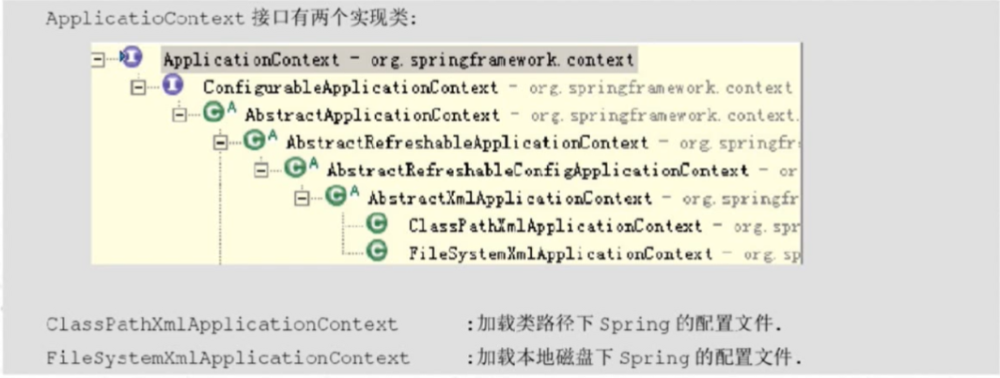 ApplicatioContext 接口有两个实现类:
ApplicationContext - org.springframework.context
ConfigurableApplicationContext - org.springframework.context
AbstractApplicationContext - org.springframework.context.
AbstractRefreshableApplicationContext - org.springfr
AbstractRefreshableConfigApplicationContext - or
AbstractXmlApplicationContext - org.springfr
ClassPathXmlApplicationContext - org.spr
FileSystemXmlApplicationContext - org.sp
ClassPathXmlApplicationContext :加载类路径下 Spring 的配置文件.
FileSystemXmlApplicationContext :加载本地磁盘下 Spring 的配置文件.